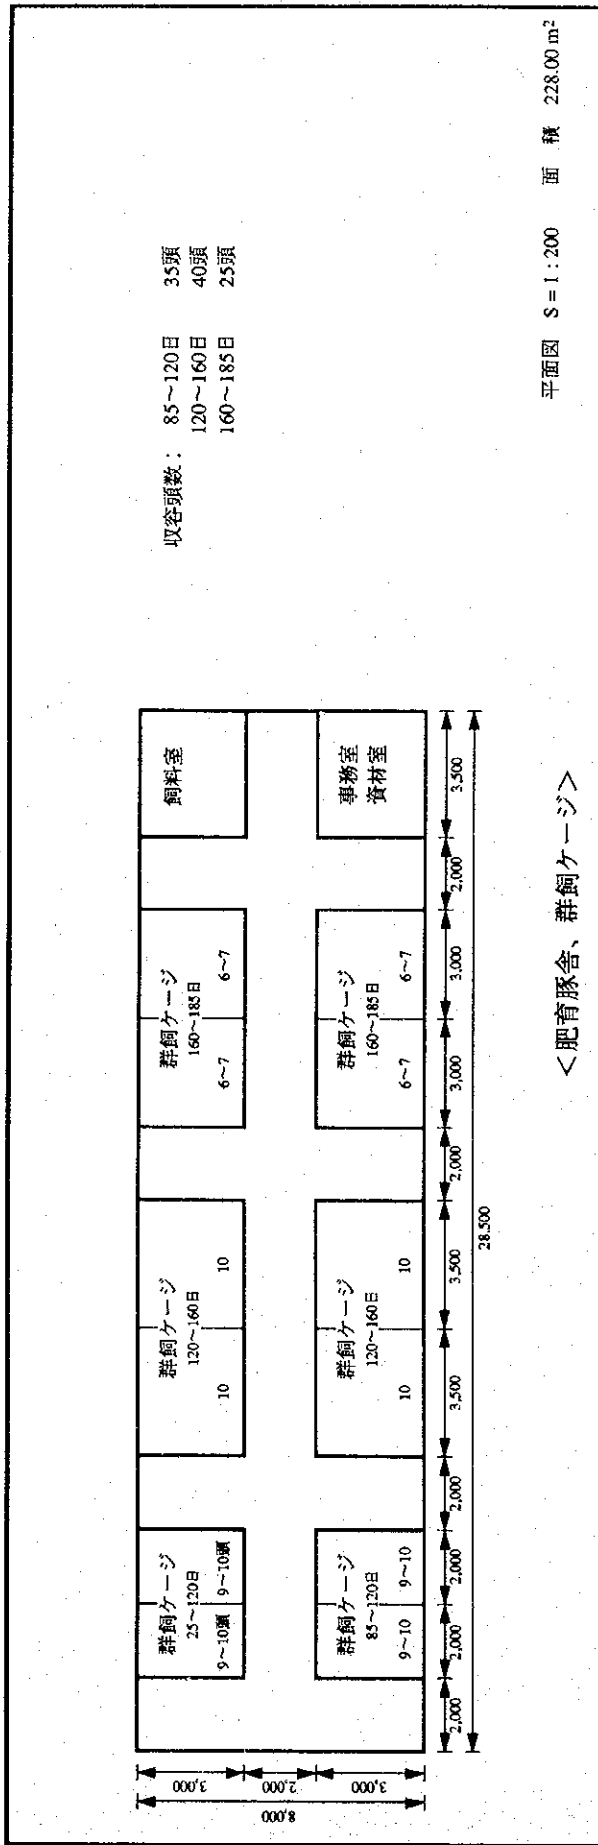 収容頭数： 85〜120日 35頭
120〜160日 40頭
160〜185日 25頭
群飼ケージ
25〜120日
9〜10頭 9〜10頭
群飼ケージ
120〜160日
10 10
群飼ケージ
160〜185日
6〜7 6〜7
飼料室
群飼ケージ
85〜120日
9〜10 9〜10
群飼ケージ
120〜160日
10 10
群飼ケージ
160〜185日
6〜7 6〜7
事務室
資材室
3,000
2,000
3,000
8,000
2,000 2,000 2,000 2,000 3,500 3,500 2,000 3,000 3,000 2,000 3,500
28.500
＜肥育豚舎、群飼ケージ＞
平面図 S = 1 : 200 面 積 228.00 m²